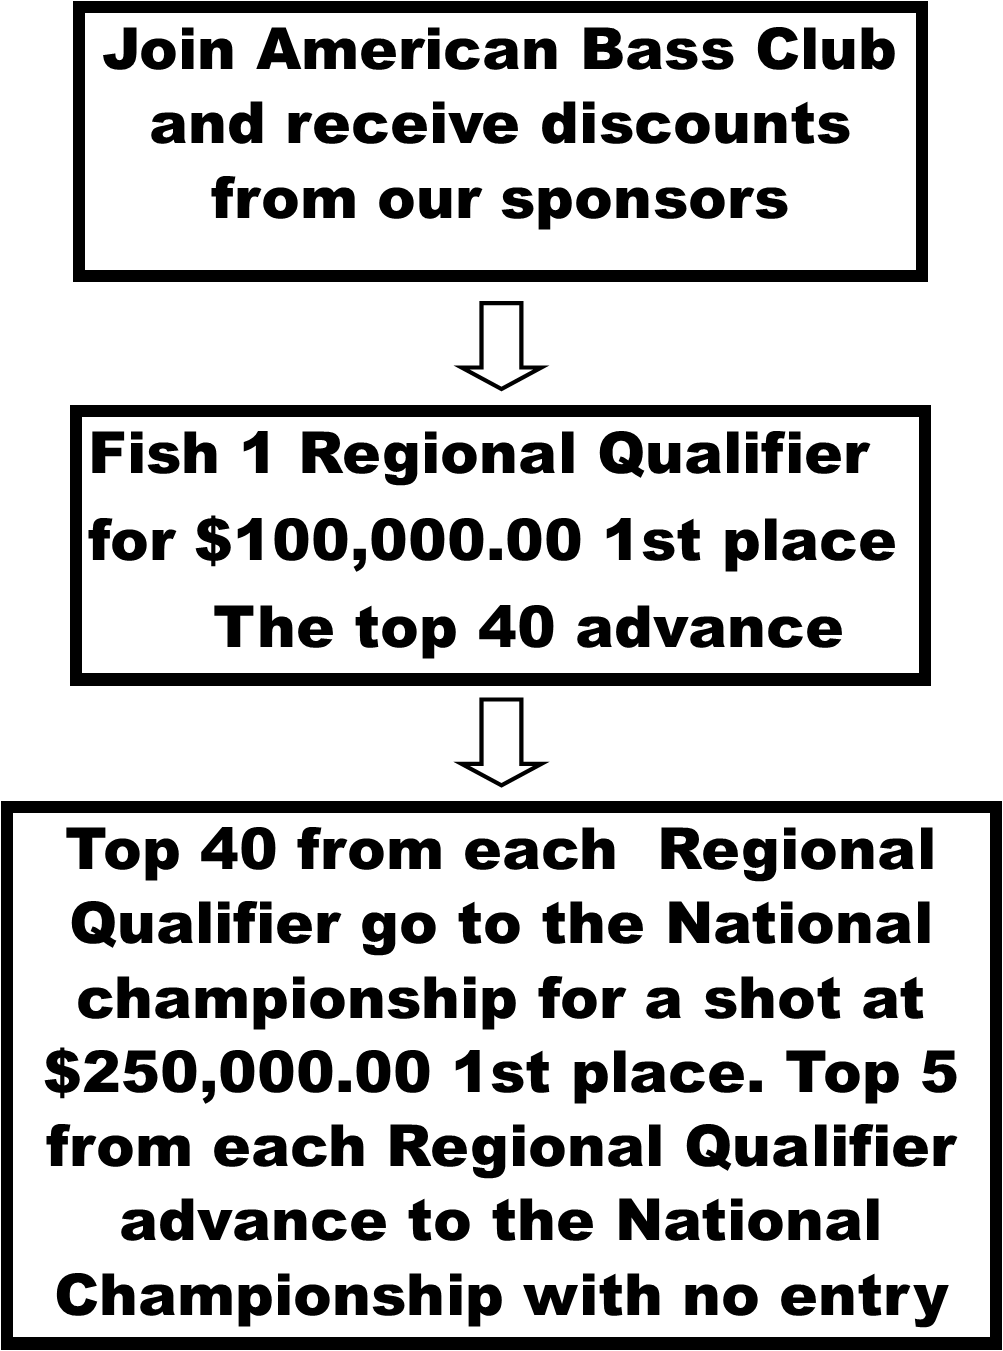 Join American Bass Club
and receive discounts
from our sponsors
Fish 1 Regional Qualifier
for $100,000.00 1st place
The top 40 advance
Top 40 from each Regional
Qualifier go to the National
championship for a shot at
$250,000.00 1st place. Top 5
from each Regional Qualifier
advance to the National
Championship with no entry